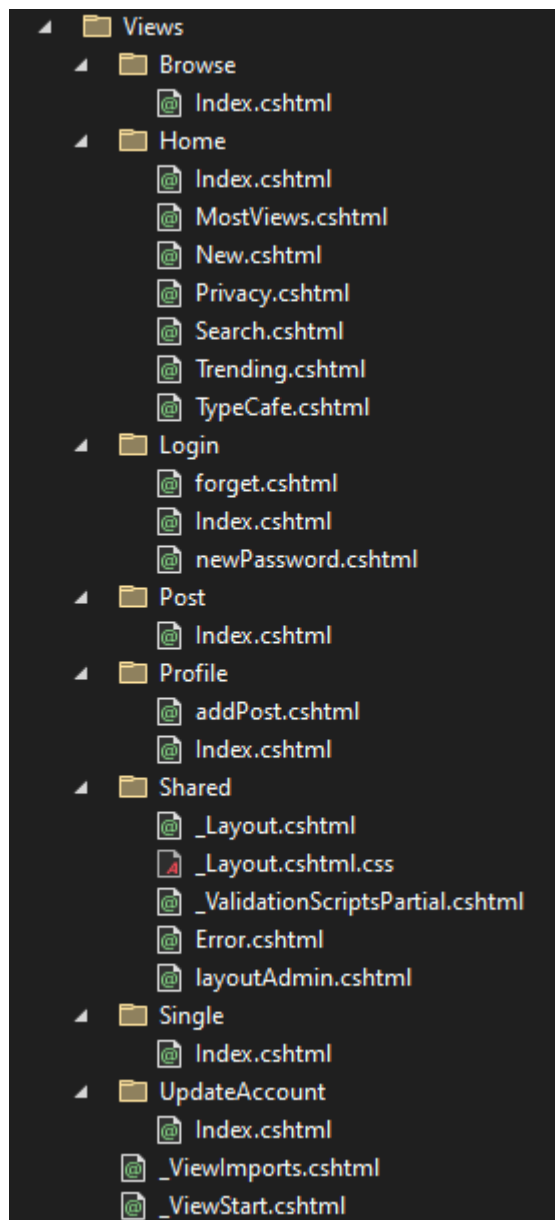 Views
Browse
Index.cshtml
Home
Index.cshtml
MostViews.cshtml
New.cshtml
Privacy.cshtml
Search.cshtml
Trending.cshtml
TypeCafe.cshtml
Login
forget.cshtml
Index.cshtml
newPassword.cshtml
Post
Index.cshtml
Profile
addPost.cshtml
Index.cshtml
Shared
_Layout.cshtml
_Layout.cshtml.css
_ValidationScriptsPartial.cshtml
Error.cshtml
layoutAdmin.cshtml
Single
Index.cshtml
UpdateAccount
Index.cshtml
_ViewImports.cshtml
_ViewStart.cshtml